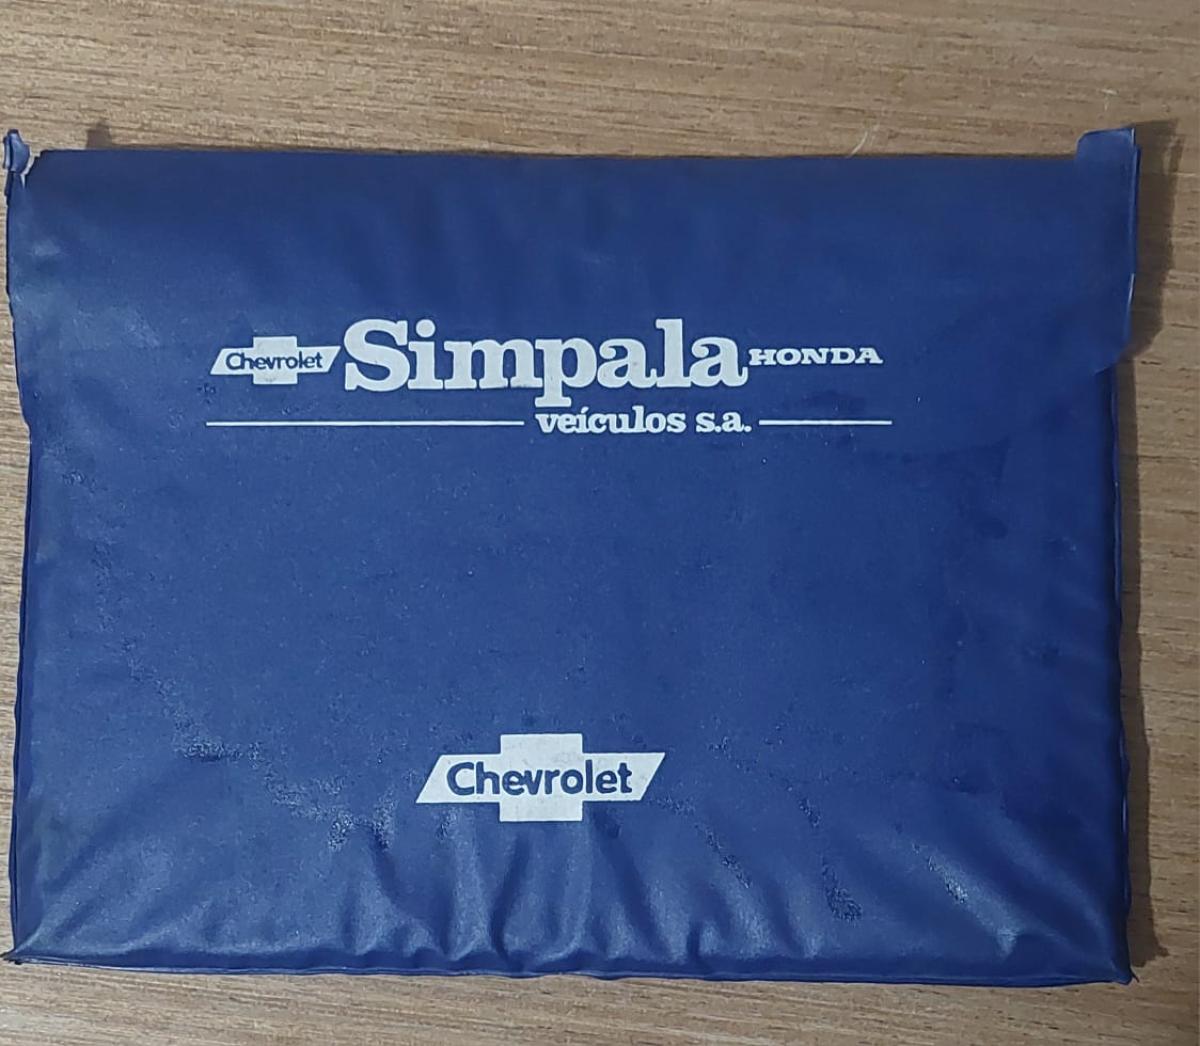 Chevrolet Simpala HONDA
veículos s.a.
Chevrolet